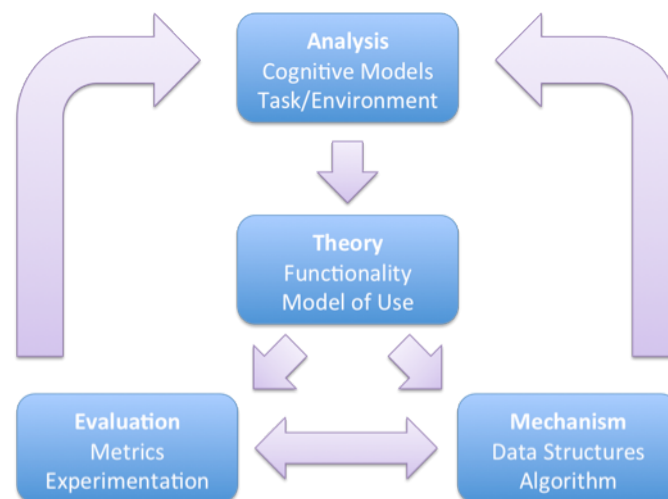 Analysis
Cognitive Models
Task/Environment
Theory
Functionality
Model of Use
Evaluation
Metrics
Experimentation
Mechanism
Data Structures
Algorithm